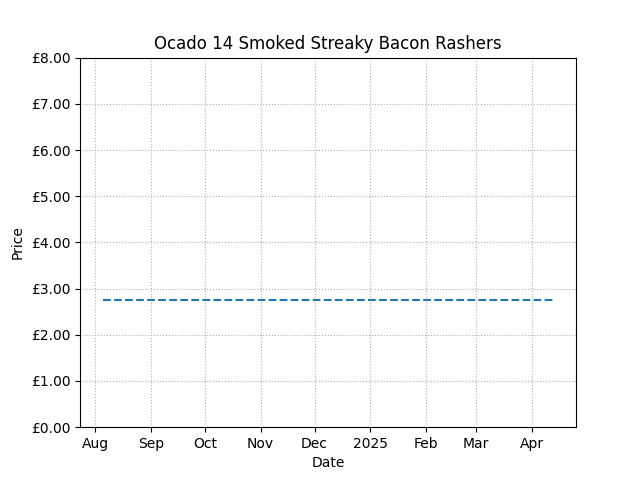 Ocado 14 Smoked Streaky Bacon Rashers
£8.00
£7.00
£6.00
£5.00
£4.00
£3.00
£2.00
£1.00
£0.00
Price
Aug Sep Oct Nov Dec 2025 Feb Mar Apr
Date